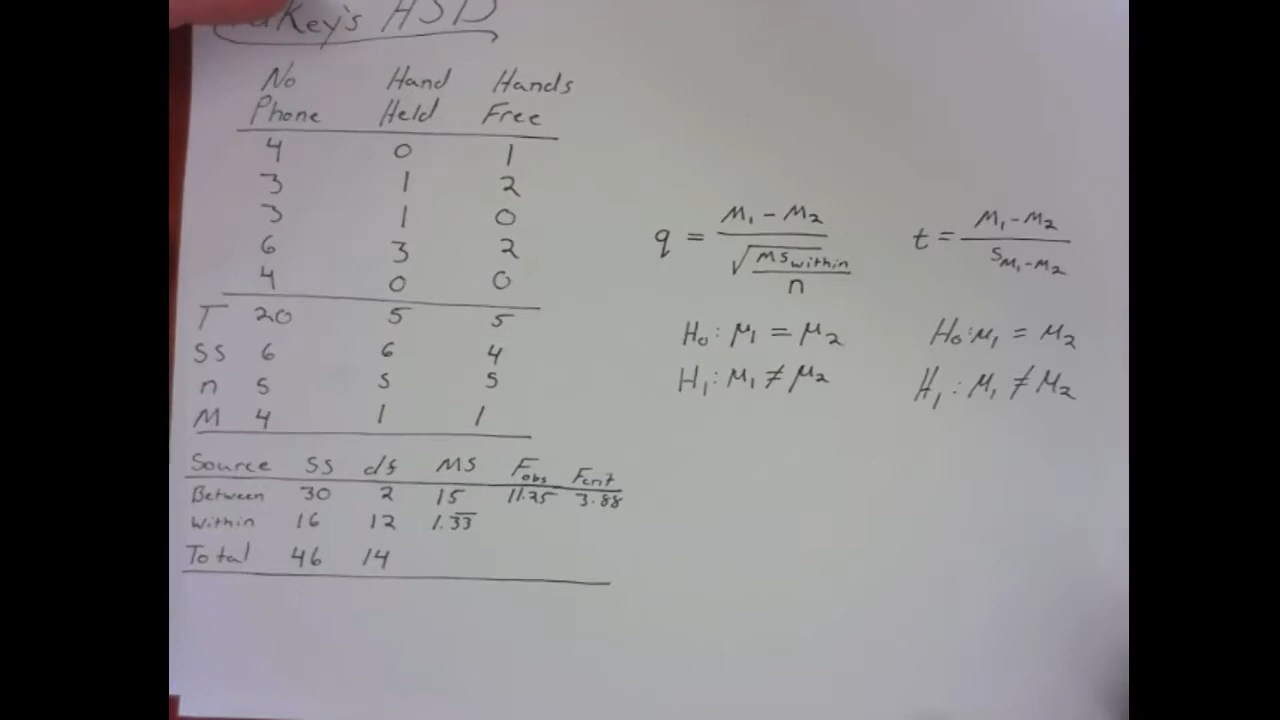 Tukey's HSD
No Phone Hand Held Hands Free
4 0 1
3 1 2
3 1 0
6 3 2
4 0 0
T 20 5 5
SS 6 6 4
n 5 5 5
M 4 1 1
Source SS df MS Fobs Fcrit
Between 30 2 15 11.25 3.88
Within 16 12 1.33̅
Total 46 14
q = M₁ - M₂ / √MSwithin / n
H₀: μ₁ = μ₂
H₁: μ₁ ≠ μ₂
t = M₁ - M₂ / sM₁-M₂
H₀: μ₁ = μ₂
H₁: μ₁ ≠ μ₂